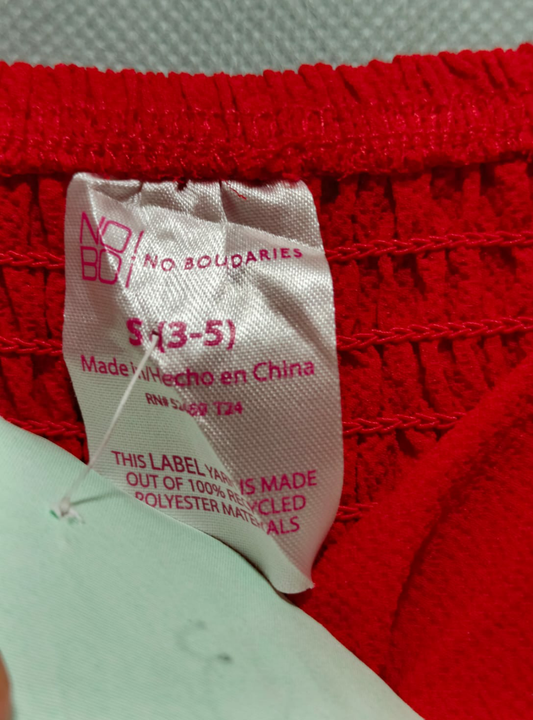 NO
BO
NO BOUDARIES
S (3-5)
Made in/Hecho en China
T24
THIS LABEL YARN IS MADE
OUT OF 100% RECYCLED
POLYESTER MATERIALS